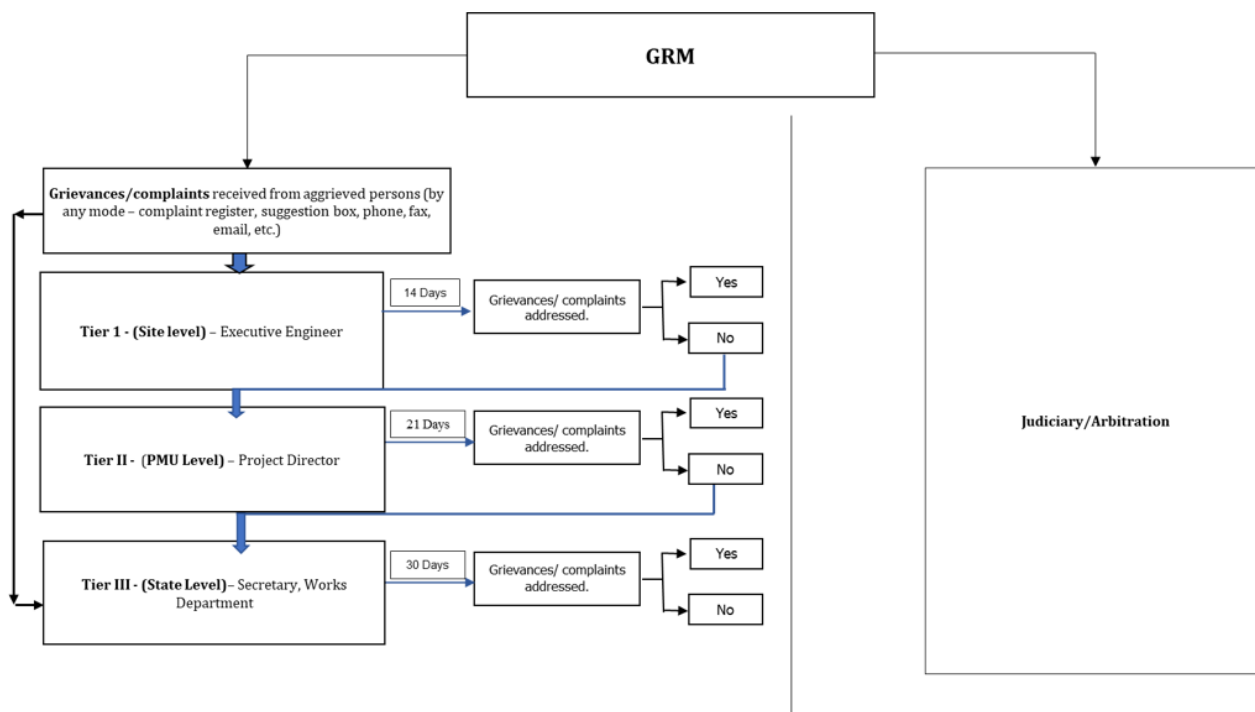 GRM
Grievances/complaints received from aggrieved persons (by
any mode – complaint register, suggestion box, phone, fax,
email, etc.)
Tier 1 - (Site level) – Executive Engineer
14 Days
Grievances/ complaints
addressed.
Yes
No
Tier II - (PMU Level) – Project Director
21 Days
Grievances/ complaints
addressed.
Yes
No
Tier III - (State Level)– Secretary, Works
Department
30 Days
Grievances/ complaints
addressed.
Yes
No
Judiciary/Arbitration